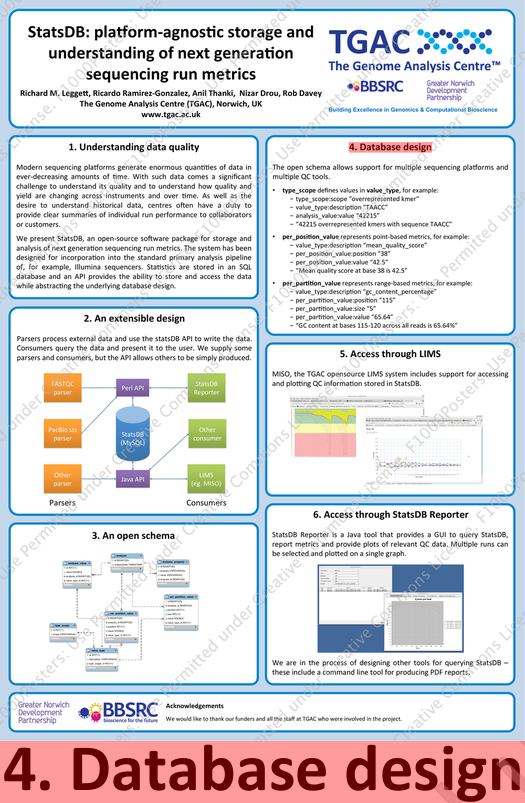 StatsDB: platform-agnostic storage and
understanding of next generation
sequencing run metrics
Richard M. Leggett, Ricardo Ramirez-Gonzalez, Anil Thanki, Nizar Drou, Rob Davey
The Genome Analysis Centre (TGAC), Norwich, UK
www.tgac.ac.uk
TGAC
The Genome Analysis Centre™
BBSRC
Greater Norwich
Development
Partnership
Building Excellence in Genomics & Computational Bioscience
1. Understanding data quality
Modern sequencing platforms generate enormous quantities of data in
ever-decreasing amounts of time. With such data comes a significant
challenge to understand its quality and to understand how quality and
yield are changing across instruments and over time. As well as the
desire to understand historical data, centres often have a duty to
provide clear summaries of individual run performance to collaborators
or customers.
We present StatsDB, an open-source software package for storage and
analysis of next generation sequencing run metrics. The system has been
designed for incorporation into the standard primary analysis pipeline
of, for example, Illumina sequencers. Statistics are stored in an SQL
database and an API provides the ability to store and access the data
while abstracting the underlying database design.
2. An extensible design
Parsers process external data and use the statsDB API to write the data.
Consumers query the data and present it to the user. We supply some
parsers and consumers, but the API allows others to be simply produced.
FASTQC
parser
Perl API
StatsDB
Reporter
PacBio sts
parser
StatsDB
(MySQL)
Other
consumer
Other
parser
Java API
LIMS
(eg. MISO)
Parsers
Consumers
3. An open schema
4. Database design
The open schema allows support for multiple sequencing platforms and
multiple QC tools.
• type_scope defines values in value_type, for example:
– type_scope:scope "overrepresented kmer"
– value_type:description "TAACC"
– analysis_value:value "42215"
– "42215 overrepresented kmers with sequence TAACC"
• per_position_value represents point-based metrics, for example:
– value_type:description "mean_quality_score"
– per_position_value:position "38"
– per_position_value:value "42.5"
– "Mean quality score at base 38 is 42.5"
• per_partition_value represents range-based metrics, for example:
– value_type:description "gc_content_percentage"
– per_partition_value:position "115"
– per_partition_value:size "5"
– per_partition_value:value "65.64"
– "GC content at bases 115-120 across all reads is 65.64%"
5. Access through LIMS
MISO, the TGAC opensource LIMS system includes support for accessing
and plotting QC information stored in StatsDB.
6. Access through StatsDB Reporter
StatsDB Reporter is a Java tool that provides a GUI to query StatsDB,
report metrics and provide plots of relevant QC data. Multiple runs can
be selected and plotted on a single graph.
We are in the process of designing other tools for querying StatsDB –
these include a command line tool for producing PDF reports.
Greater Norwich
Development
Partnership
BBSRC
bioscience for the future
Acknowledgements
We would like to thank our funders and all the staff at TGAC who were involved in the project.
4. Database design